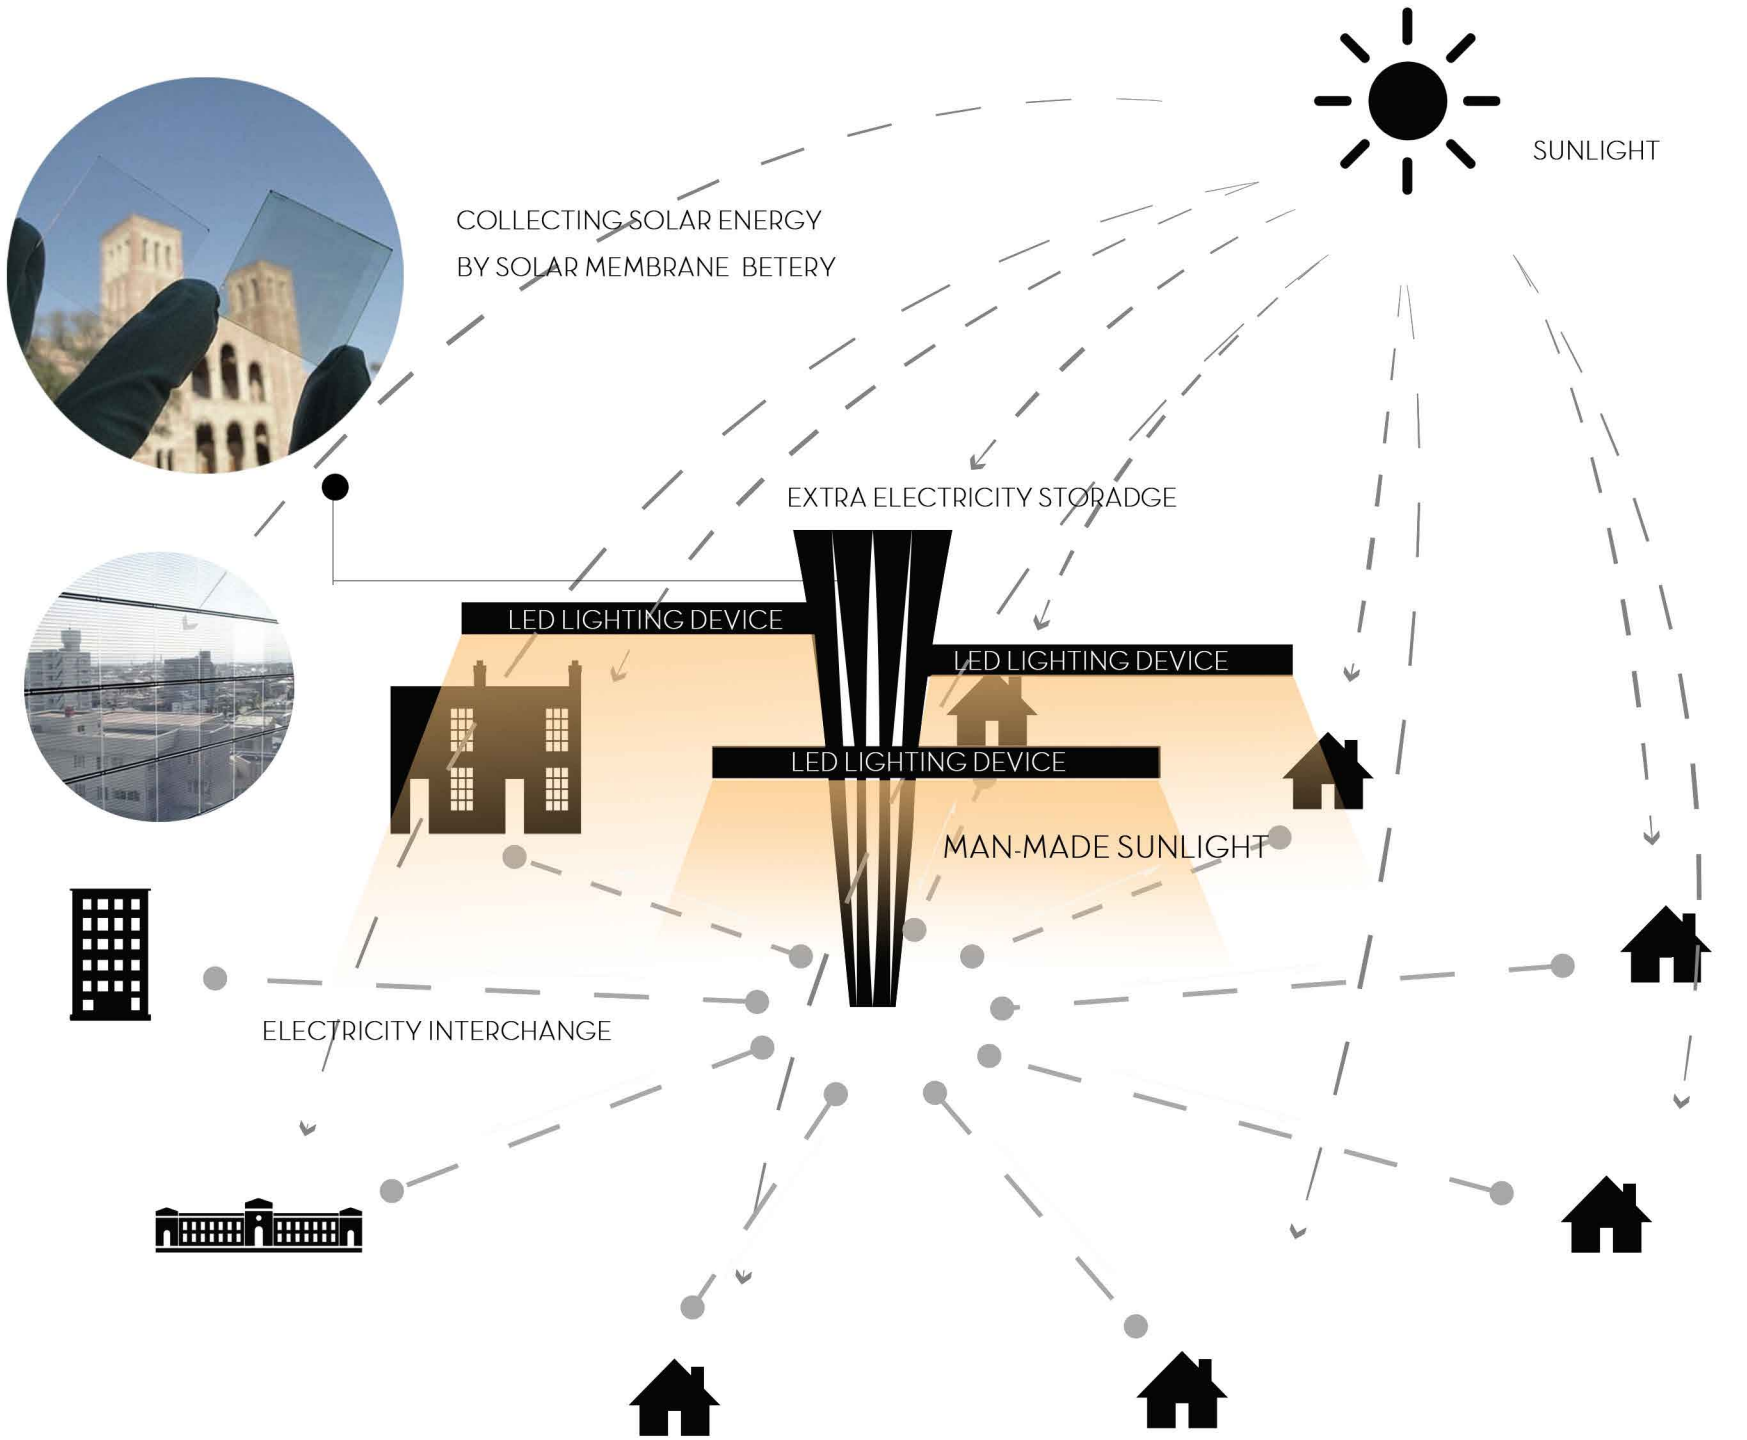 SUNLIGHT
COLLECTING SOLAR ENERGY
BY SOLAR MEMBRANE BETERY
EXTRA ELECTRICITY STORADGE
LED LIGHTING DEVICE
LED LIGHTING DEVICE
LED LIGHTING DEVICE
MAN-MADE SUNLIGHT
ELECTRICITY INTERCHANGE